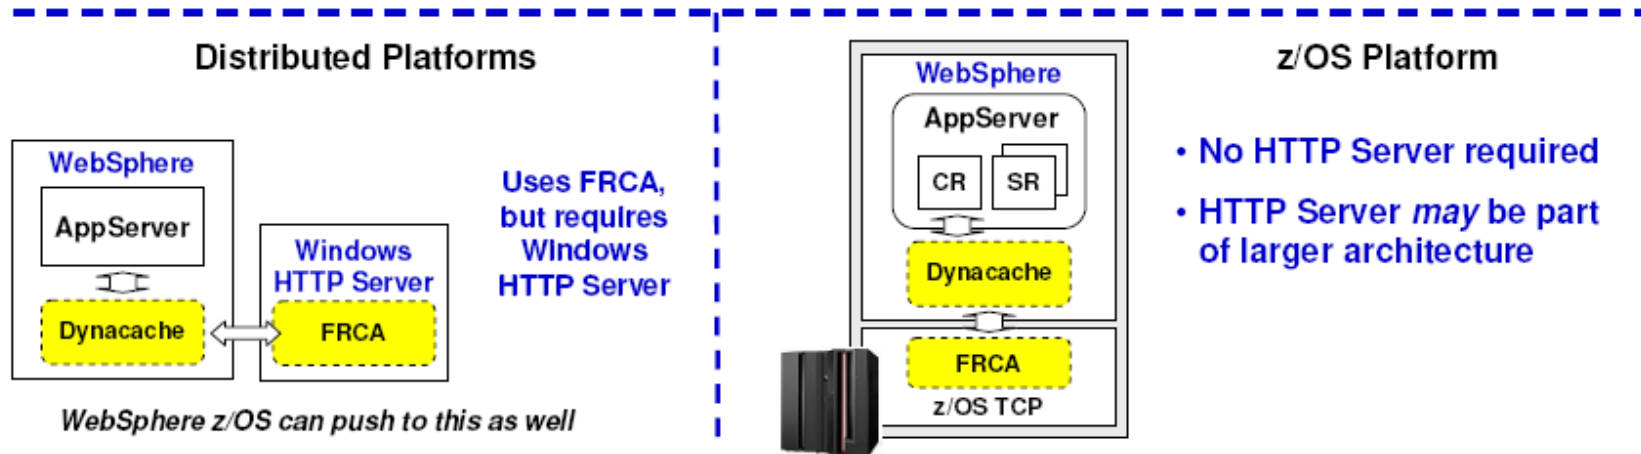 Distributed Platforms
WebSphere
AppServer
Dynacache
Windows
HTTP Server
FRCA
Uses FRCA,
but requires
Windows
HTTP Server
WebSphere z/OS can push to this as well
WebSphere
AppServer
CR
SR
Dynacache
FRCA
z/OS TCP
z/OS Platform
• No HTTP Server required
• HTTP Server may be part
of larger architecture